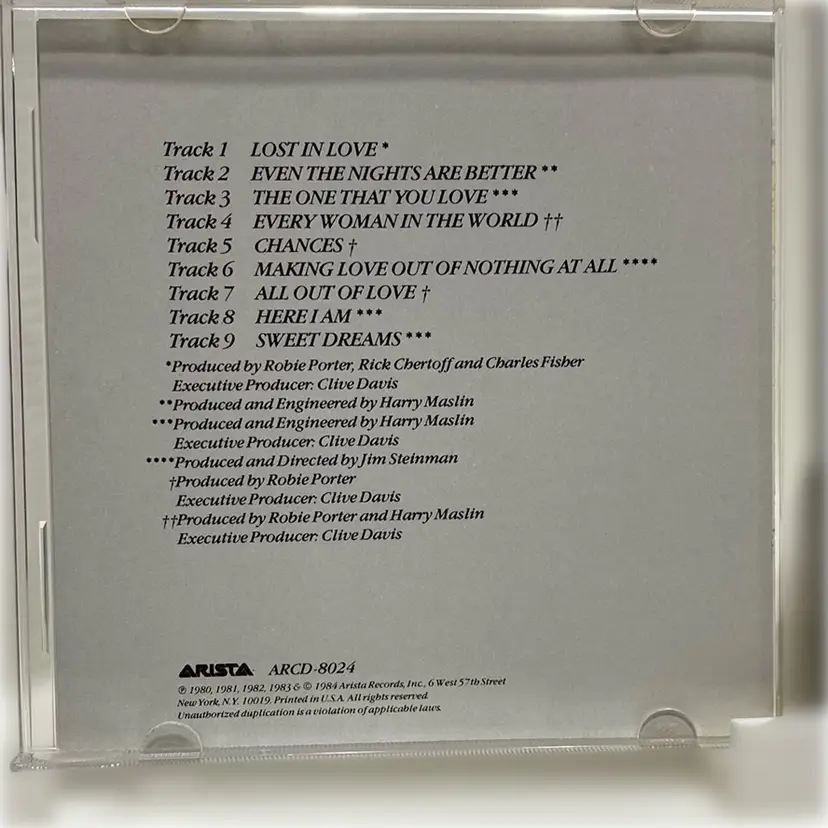 Track 1 LOST IN LOVE *
Track 2 EVEN THE NIGHTS ARE BETTER **
Track 3 THE ONE THAT YOU LOVE ***
Track 4 EVERY WOMAN IN THE WORLD ††
Track 5 CHANCES †
Track 6 MAKING LOVE OUT OF NOTHING AT ALL ****
Track 7 ALL OUT OF LOVE †
Track 8 HERE I AM ***
Track 9 SWEET DREAMS ***
*Produced by Robie Porter, Rick Chertoff and Charles Fisher
Executive Producer: Clive Davis
**Produced and Engineered by Harry Maslin
***Produced and Engineered by Harry Maslin
Executive Producer: Clive Davis
****Produced and Directed by Jim Steinman
†Produced by Robie Porter
Executive Producer: Clive Davis
††Produced by Robie Porter and Harry Maslin
Executive Producer: Clive Davis
ARISTA ARCD-8024
℗ 1980, 1981, 1982, 1983 & © 1984 Arista Records, Inc., 6 West 57th Street
New York, N.Y. 10019. Printed in U.S.A. All rights reserved.
Unauthorized duplication is a violation of applicable laws.